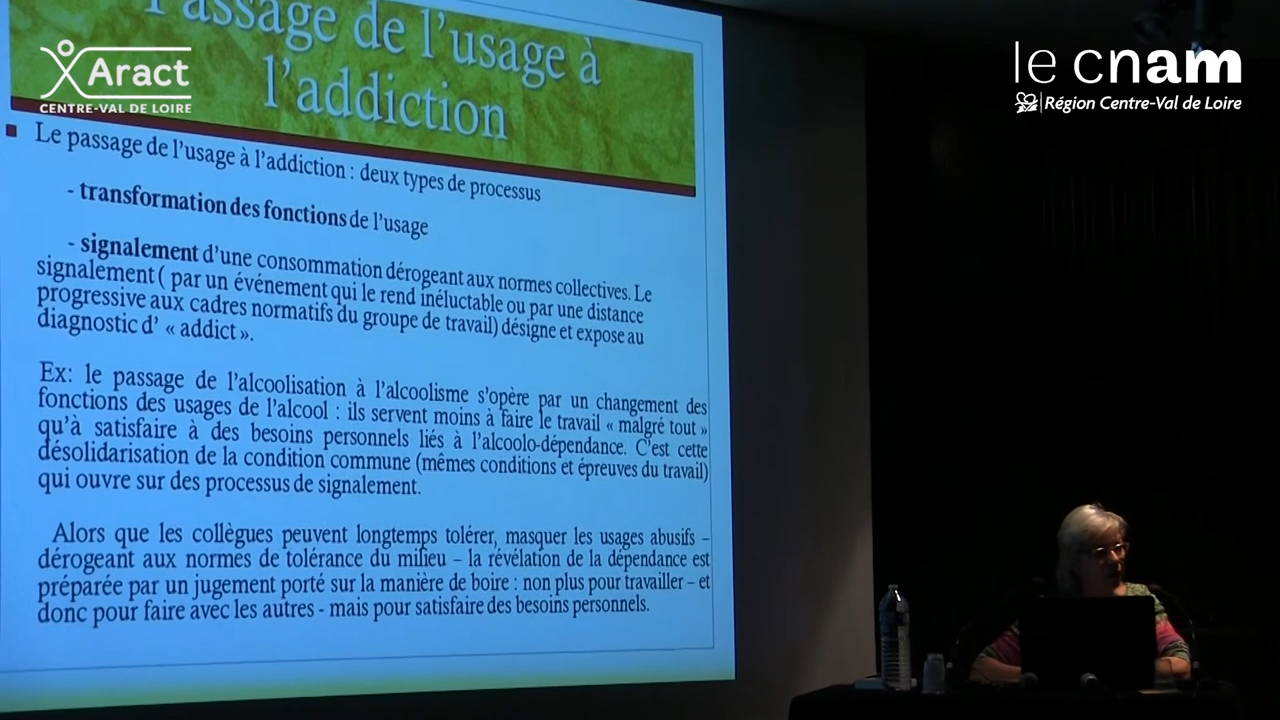 Passage de l'usage à
l'addiction
Aract
CENTRE-VAL DE LOIRE
le cnam
Région Centre-Val de Loire
Le passage de l'usage à l'addiction : deux types de processus
- transformation des fonctions de l'usage
- signalement d'une consommation dérogeant aux normes collectives. Le
signalement ( par un événement qui le rend inéluctable ou par une distance
progressive aux cadres normatifs du groupe de travail) désigne et expose au
diagnostic d' « addict ».
Ex: le passage de l'alcoolisation à l'alcoolisme s'opère par un changement des
fonctions des usages de l'alcool : ils servent moins à faire le travail « malgré tout »
qu'à satisfaire à des besoins personnels liés à l'alcoolo-dépendance. C'est cette
désolidarisation de la condition commune (mêmes conditions et épreuves du travail)
qui ouvre sur des processus de signalement.
Alors que les collègues peuvent longtemps tolérer, masquer les usages abusifs –
dérogeant aux normes de tolérance du milieu – la révélation de la dépendance est
préparée par un jugement porté sur la manière de boire : non plus pour travailler – et
donc pour faire avec les autres - mais pour satisfaire des besoins personnels.